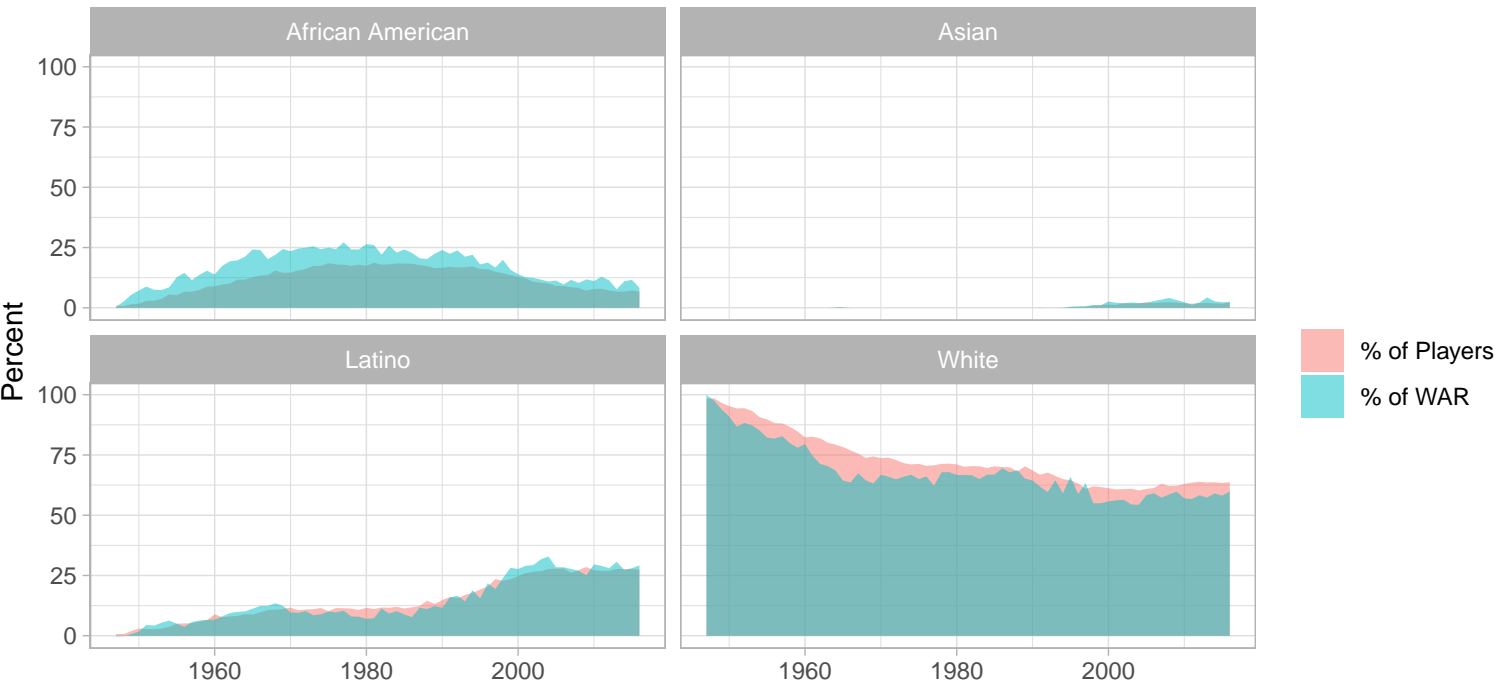 African American
Asian
100
75
50
25
0
Latino
White
100
75
50
25
0
1960
1980
2000
1960
1980
2000
Percent
% of Players
% of WAR